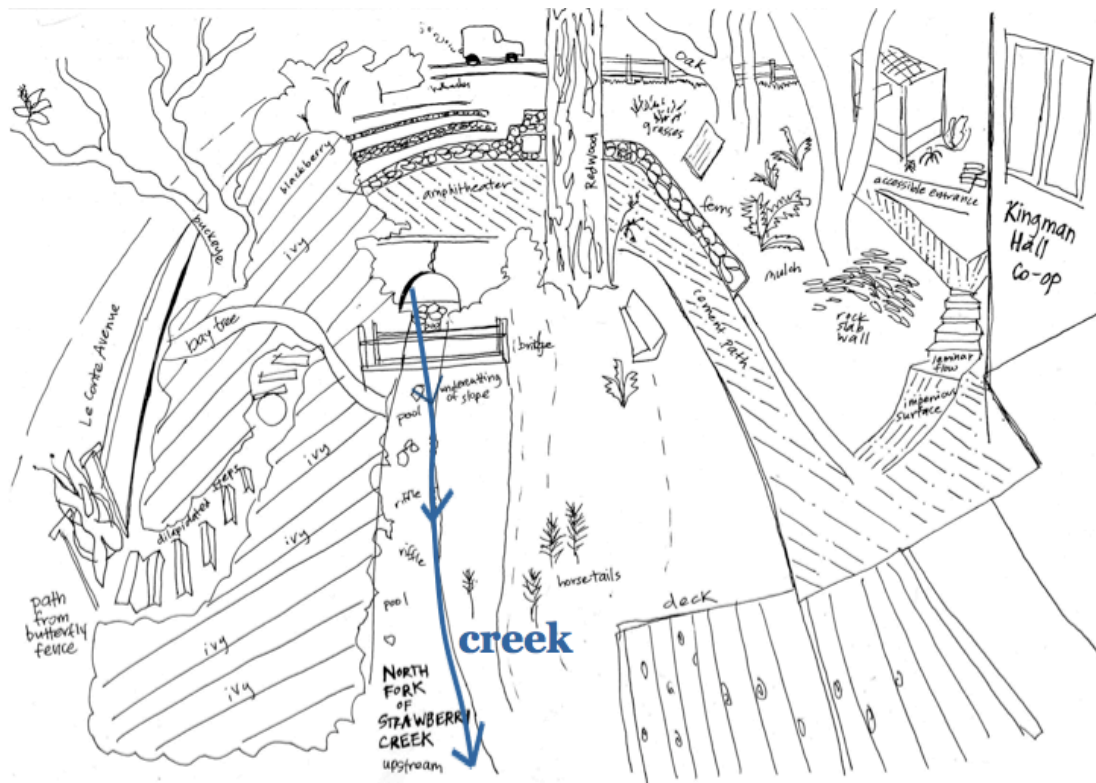 oak
grasses
Redwood
blackberry
amphitheater
accessible entrance
Kingman
Hall
Co-op
buckeye
ivy
ferns
mulch
rock
slab
wall
cement path
Le Conte Avenue
bay tree
bridge
undercutting
of slope
pool
laminar
flow
impervious
surface
ivy
riffle
dilapidated steps
ivy
riffle
horsetails
path
from
butterfly
fence
pool
deck
ivy
creek
ivy
NORTH
FORK
OF
STRAWBERRY
CREEK
upstream